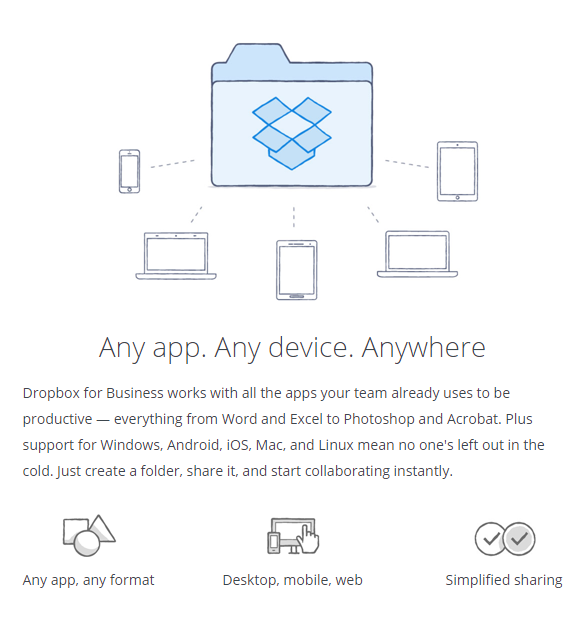 Any app. Any device. Anywhere
Dropbox for Business works with all the apps your team already uses to be
productive — everything from Word and Excel to Photoshop and Acrobat. Plus
support for Windows, Android, iOS, Mac, and Linux mean no one's left out in the
cold. Just create a folder, share it, and start collaborating instantly.
Any app, any format
Desktop, mobile, web
Simplified sharing